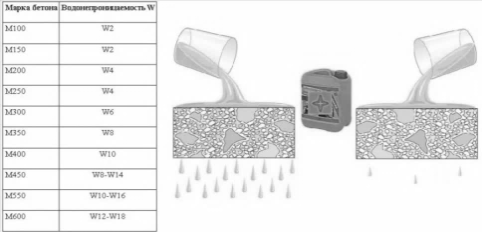 Марка бетона Водонепроницаемость W
М100 W2
М150 W2
М200 W4
М250 W4
М300 W6
М350 W8
М400 W10
М450 W8-W14
М550 W10-W16
М600 W12-W18